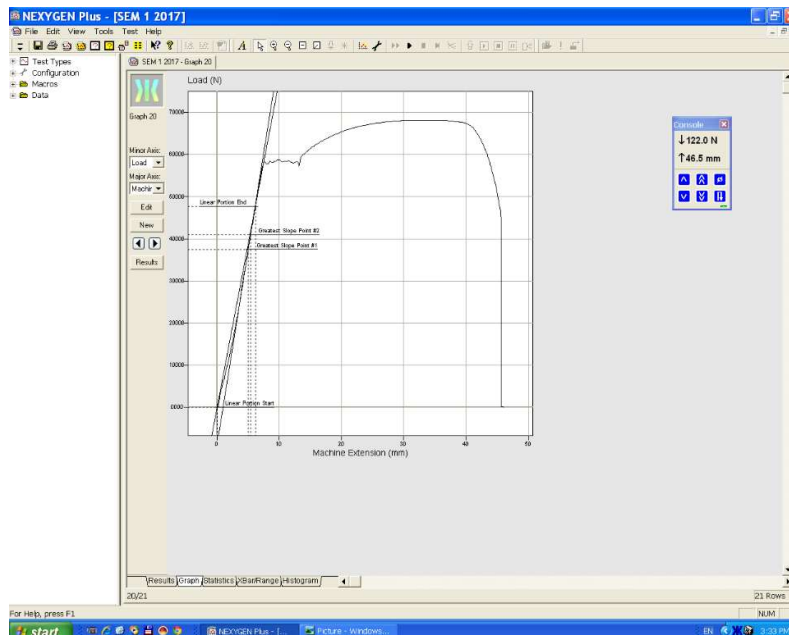 NEXYGEN Plus - [SEM 1 2017]
File Edit View Tools Test Help
Test Types
Configuration
Macros
Data
SEM 1 2017 - Graph 20
Graph 20
Minor Axis:
Load
Major Axis:
Machir
Edit
New
Results
Load (N)
70000
60000
50000
40000
30000
20000
10000
0000
Linear Portion End
Greatest Slope Point #2
Greatest Slope Point #1
Linear Portion Start
0 10 20 30 40 50
Machine Extension (mm)
Console
↓122.0 N
↑46.5 mm
Results Graph Statistics XBar/Range Histogram
20/21
21 Rows
For Help, press F1
NUM
start
NEXYGEN Plus - [...
Picture - Windows...
EN
3:33 PM